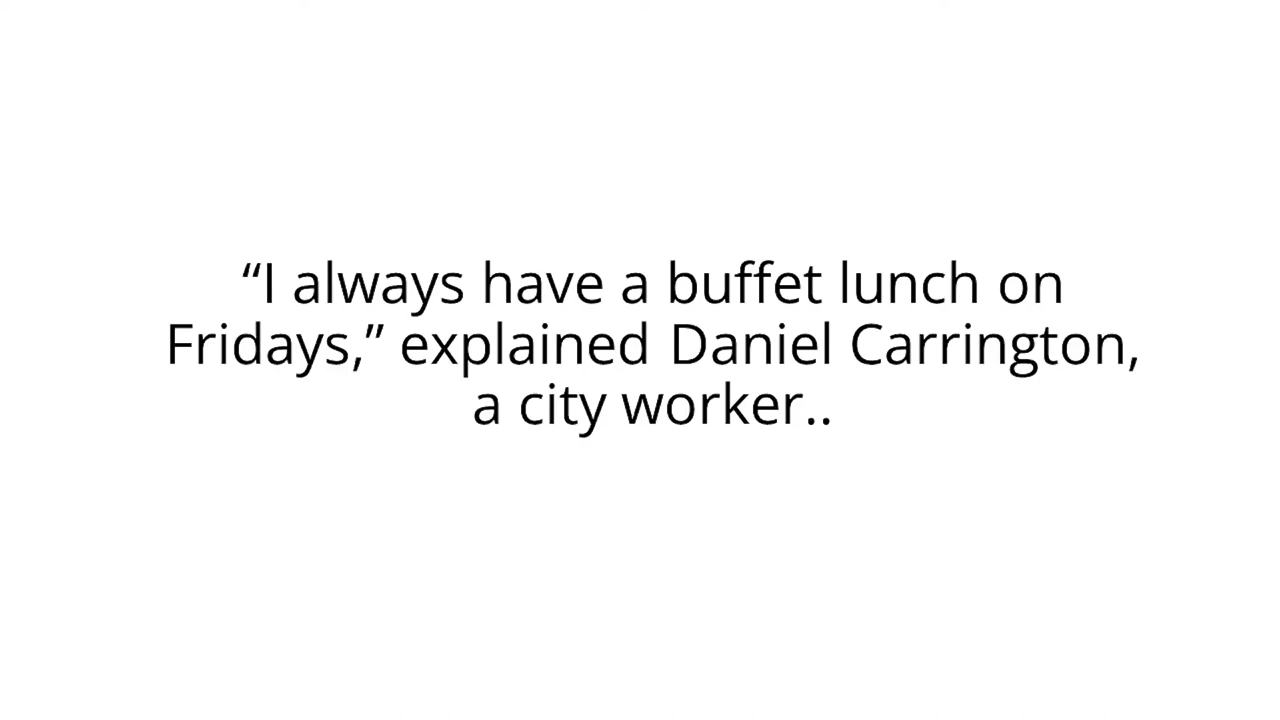 “I always have a buffet lunch on
Fridays,” explained Daniel Carrington,
a city worker..